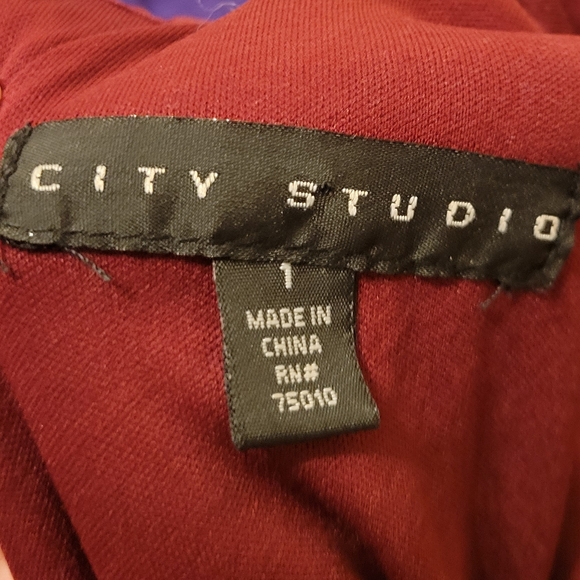 CITY STUDIO
1
MADE IN
CHINA
RN#
75010